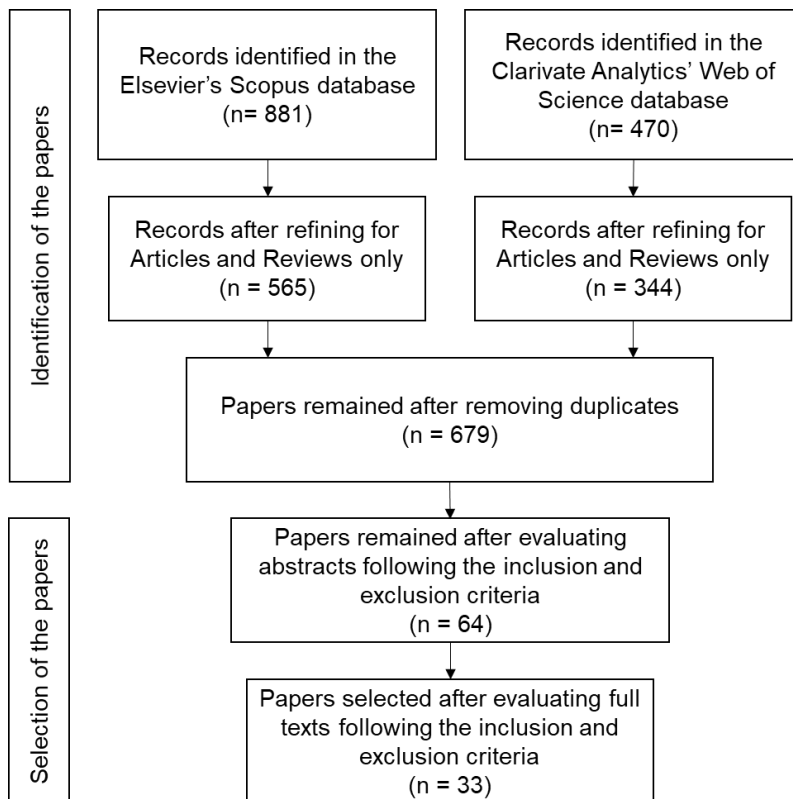 Identification of the papers
Records identified in the
Elsevier’s Scopus database
(n= 881)
Records identified in the
Clarivate Analytics’ Web of
Science database
(n= 470)
Records after refining for
Articles and Reviews only
(n = 565)
Records after refining for
Articles and Reviews only
(n = 344)
Papers remained after removing duplicates
(n = 679)
Selection of the papers
Papers remained after evaluating
abstracts following the inclusion and
exclusion criteria
(n = 64)
Papers selected after evaluating full
texts following the inclusion and
exclusion criteria
(n = 33)